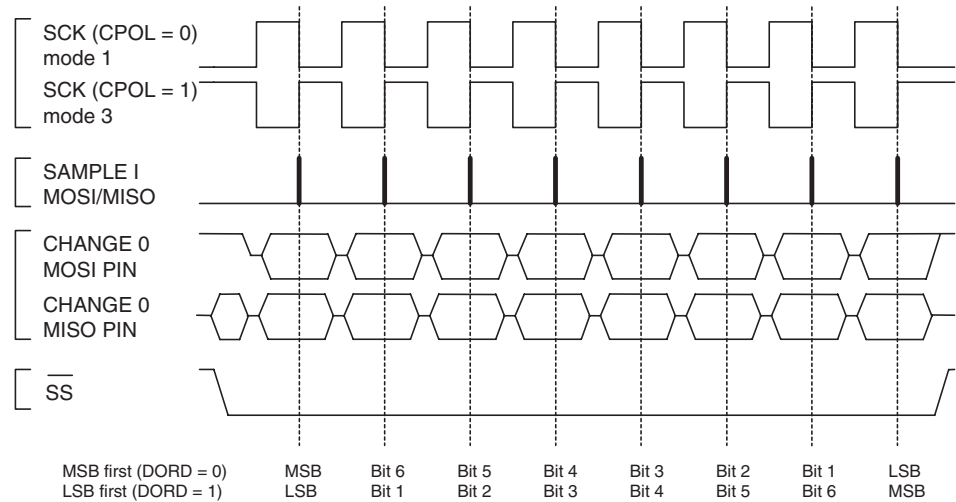 SCK (CPOL = 0)
mode 1
SCK (CPOL = 1)
mode 3
SAMPLE I
MOSI/MISO
CHANGE 0
MOSI PIN
CHANGE 0
MISO PIN
SS
MSB first (DORD = 0) MSB Bit 6 Bit 5 Bit 4 Bit 3 Bit 2 Bit 1 LSB
LSB first (DORD = 1) LSB Bit 1 Bit 2 Bit 3 Bit 4 Bit 5 Bit 6 MSB